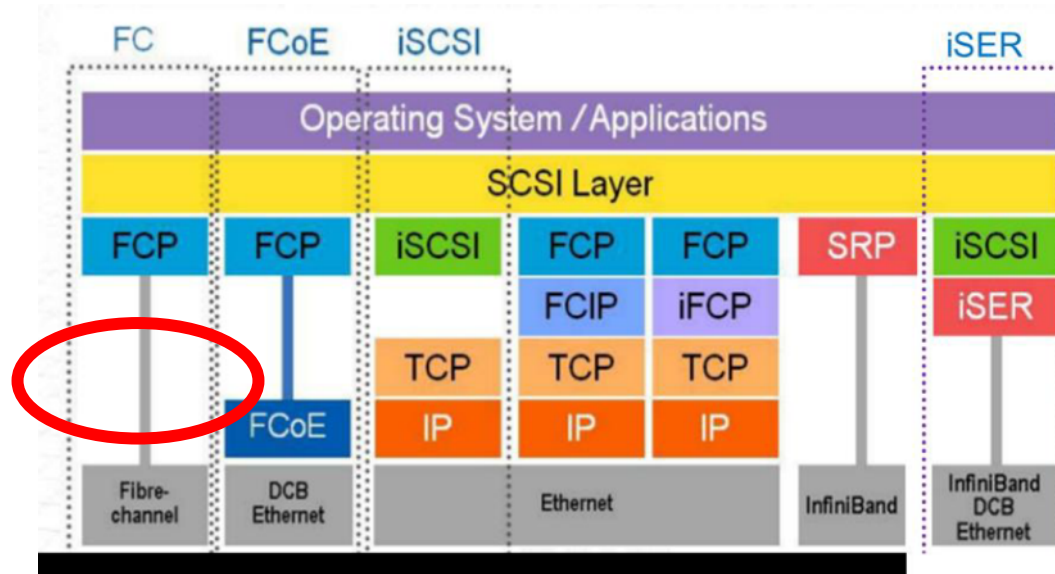 FC FCoE iSCSI iSER
Operating System / Applications
SCSI Layer
FCP FCP iSCSI FCP FCP SRP iSCSI
FCIP iFCP iSER
TCP TCP TCP
FCoE IP IP IP
Fibre-
channel
DCB
Ethernet
Ethernet
InfiniBand
InfiniBand
DCB
Ethernet